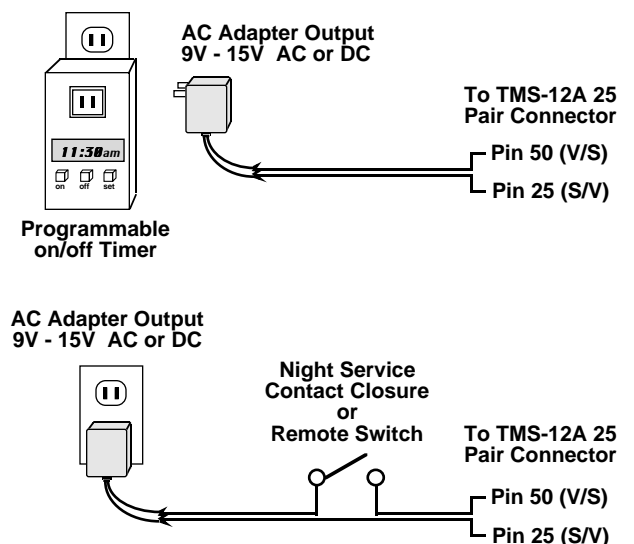 AC Adapter Output
9V - 15V AC or DC
11:30am
on off set
Programmable
on/off Timer
To TMS-12A 25
Pair Connector
Pin 50 (V/S)
Pin 25 (S/V)
AC Adapter Output
9V - 15V AC or DC
Night Service
Contact Closure
or
Remote Switch
To TMS-12A 25
Pair Connector
Pin 50 (V/S)
Pin 25 (S/V)